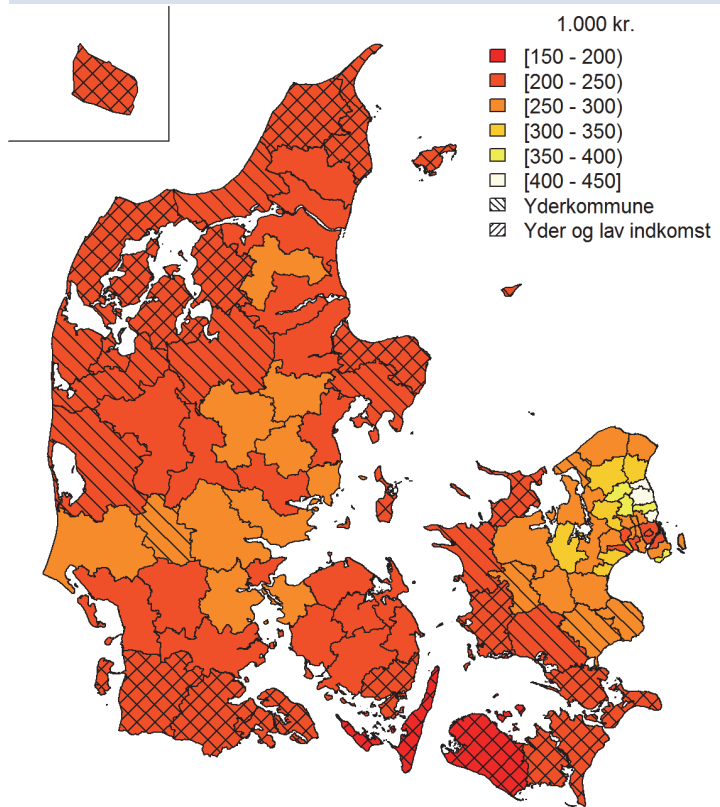 1.000 kr.
[150 - 200)
[200 - 250)
[250 - 300)
[300 - 350)
[350 - 400)
[400 - 450]
Yderkommune
Yder og lav indkomst